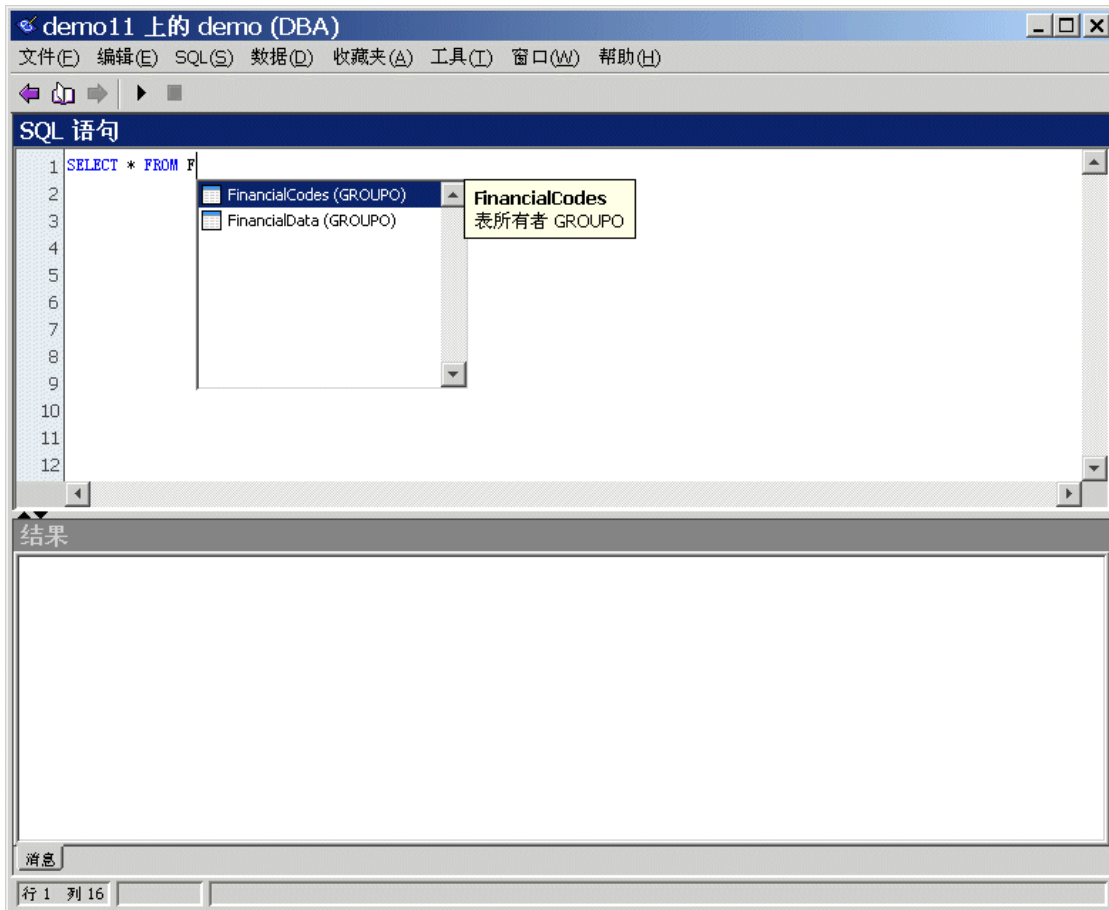 demo11 上的 demo (DBA)
文件(F) 编辑(E) SQL(S) 数据(D) 收藏夹(A) 工具(T) 窗口(W) 帮助(H)
SQL 语句
1 SELECT * FROM F
2 FinancialCodes (GROUPO) FinancialCodes
3 FinancialData (GROUPO) 表所有者 GROUPO
4
5
6
7
8
9
10
11
12
结果
消息
行 1 列 16